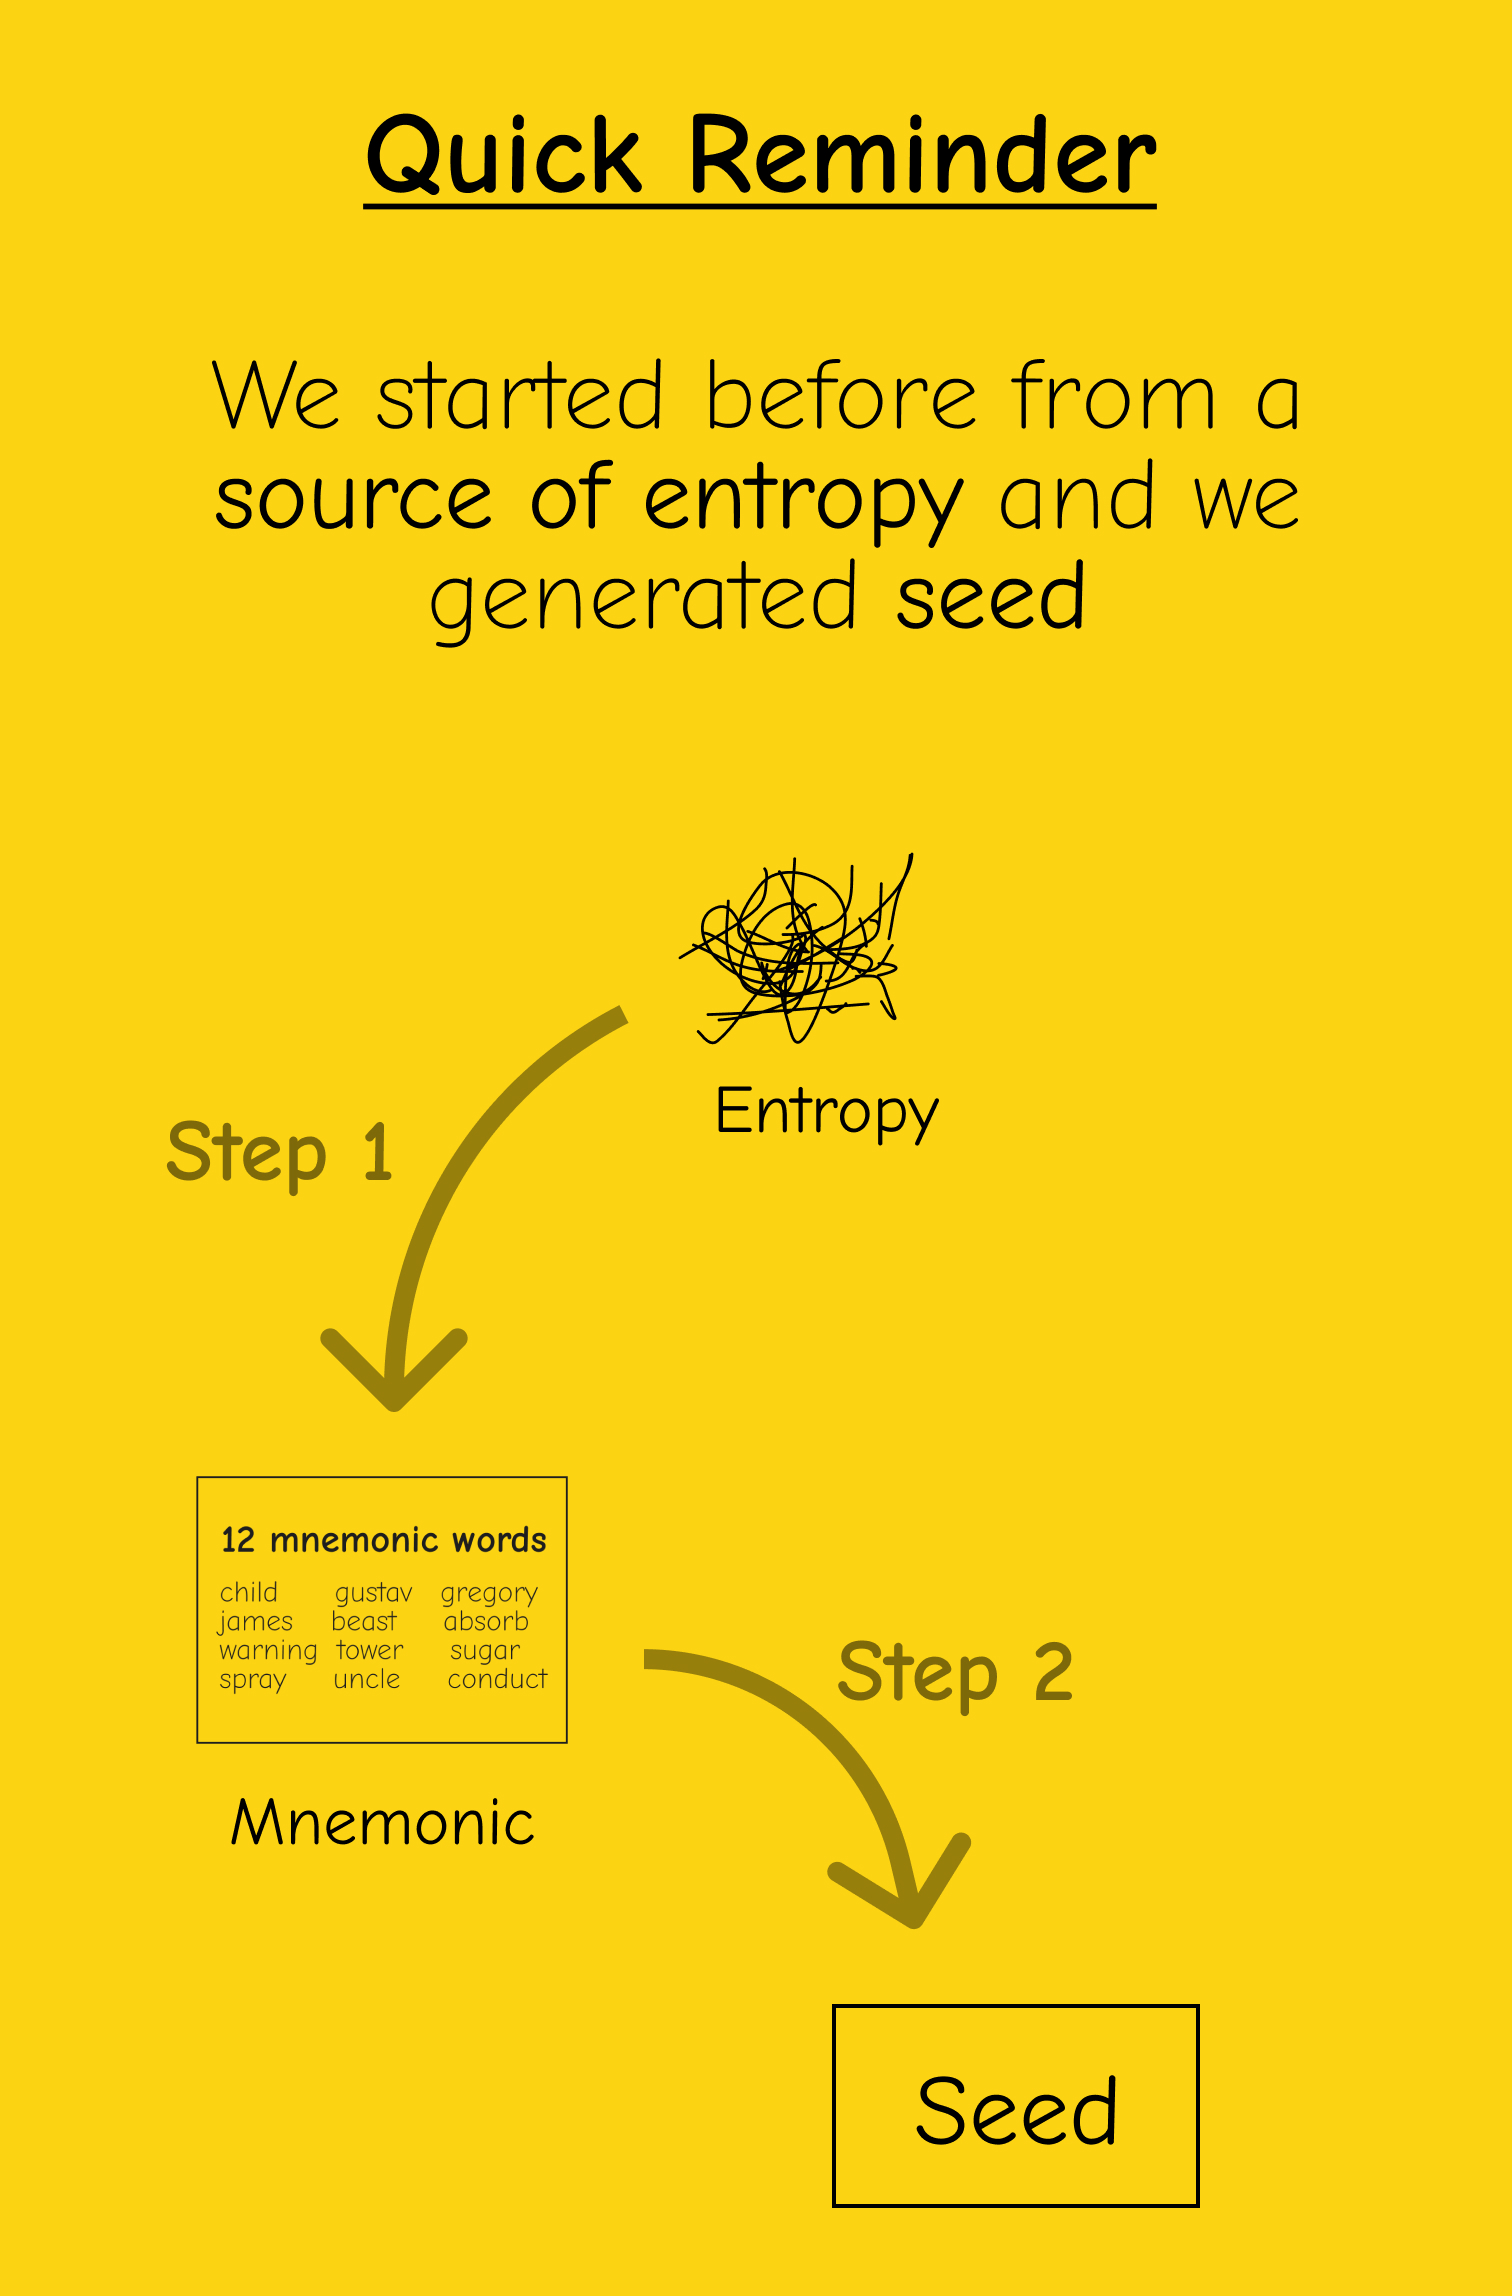 Quick Reminder
We started before from a
source of entropy and we
generated seed
Entropy
Step 1
12 mnemonic words
child gustav gregory
james beast absorb
warning tower sugar
spray uncle conduct
Step 2
Mnemonic
Seed